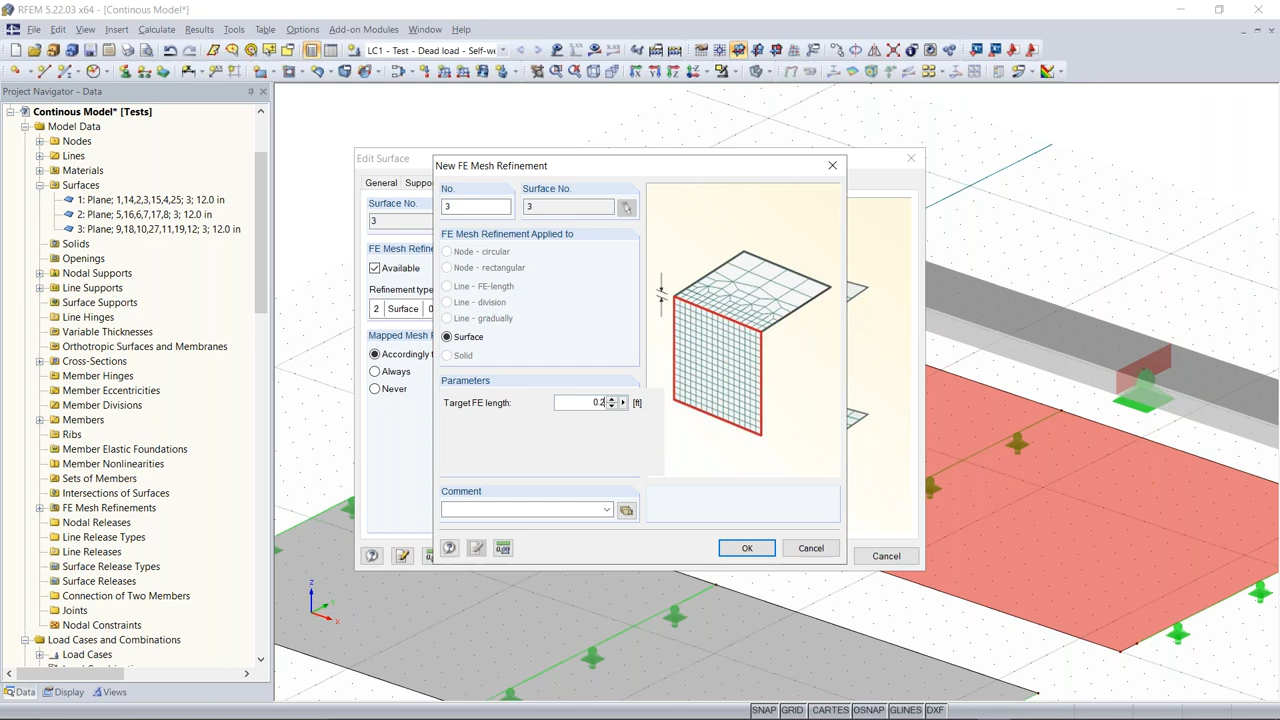 RFEM 5.22.03 x64 - [Continous Model*]
File Edit View Insert Calculate Results Tools Table Options Add-on Modules Window Help
LC1 - Test - Dead load - Self-we
Project Navigator - Data
Continous Model* [Tests]
Model Data
Nodes
Lines
Materials
Surfaces
1: Plane; 1,14,2,3,15,4,25; 3; 12.0 in
2: Plane; 5,16,6,7,17,8; 3; 12.0 in
3: Plane; 9,18,10,27,11,19,12; 3; 12.0 in
Solids
Openings
Nodal Supports
Line Supports
Surface Supports
Line Hinges
Variable Thicknesses
Orthotropic Surfaces and Membranes
Cross-Sections
Member Hinges
Member Eccentricities
Member Divisions
Members
Ribs
Member Elastic Foundations
Member Nonlinearities
Sets of Members
Intersections of Surfaces
FE Mesh Refinements
Nodal Releases
Line Release Types
Line Releases
Surface Release Types
Surface Releases
Connection of Two Members
Joints
Nodal Constraints
Load Cases and Combinations
Load Cases
Data Display Views
Edit Surface
General Suppo
Surface No.
3
FE Mesh Refine
Available
Refinement type
2 Surface
Mapped Mesh
Accordingly
Always
Never
Cancel
New FE Mesh Refinement
No.
3
Surface No.
3
FE Mesh Refinement Applied to
Node - circular
Node - rectangular
Line - FE-length
Line - division
Line - gradually
Surface
Solid
Parameters
Target FE length: 0.2 [ft]
Comment
OK Cancel
Z
Y
X
SNAP GRID CARTES OSNAP GLINES DXF